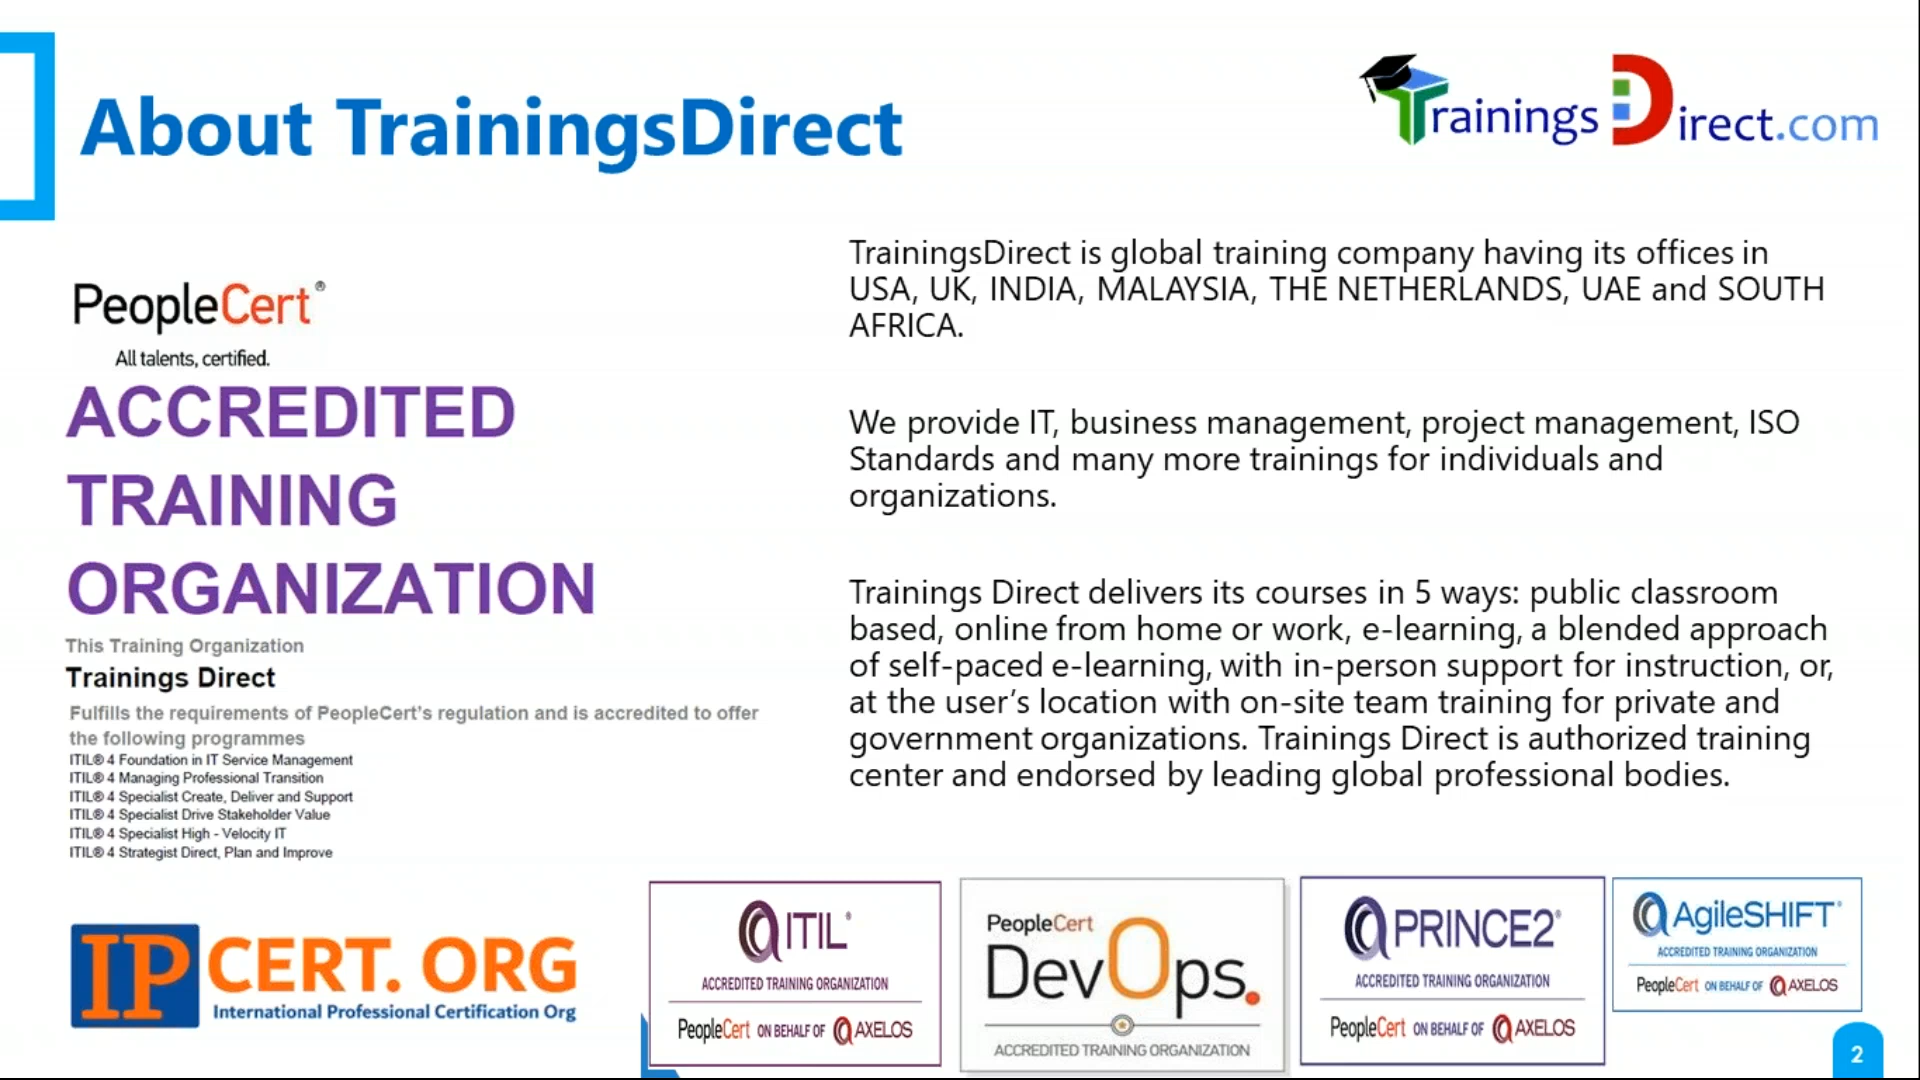 About TrainingsDirect
Trainings Direct.com
PeopleCert®
All talents, certified.
ACCREDITED
TRAINING
ORGANIZATION
This Training Organization
Trainings Direct
Fulfills the requirements of PeopleCert's regulation and is accredited to offer
the following programmes
ITIL® 4 Foundation in IT Service Management
ITIL® 4 Managing Professional Transition
ITIL® 4 Specialist Create, Deliver and Support
ITIL® 4 Specialist Drive Stakeholder Value
ITIL® 4 Specialist High - Velocity IT
ITIL® 4 Strategist Direct, Plan and Improve
TrainingsDirect is global training company having its offices in
USA, UK, INDIA, MALAYSIA, THE NETHERLANDS, UAE and SOUTH
AFRICA.
We provide IT, business management, project management, ISO
Standards and many more trainings for individuals and
organizations.
Trainings Direct delivers its courses in 5 ways: public classroom
based, online from home or work, e-learning, a blended approach
of self-paced e-learning, with in-person support for instruction, or,
at the user’s location with on-site team training for private and
government organizations. Trainings Direct is authorized training
center and endorsed by leading global professional bodies.
IP CERT. ORG
International Professional Certification Org
ITIL®
ACCREDITED TRAINING ORGANIZATION
PeopleCert ON BEHALF OF AXELOS
PeopleCert
DevOps.
ACCREDITED TRAINING ORGANIZATION
PRINCE2®
ACCREDITED TRAINING ORGANIZATION
PeopleCert ON BEHALF OF AXELOS
AgileSHIFT®
ACCREDITED TRAINING ORGANIZATION
PeopleCert ON BEHALF OF AXELOS
2